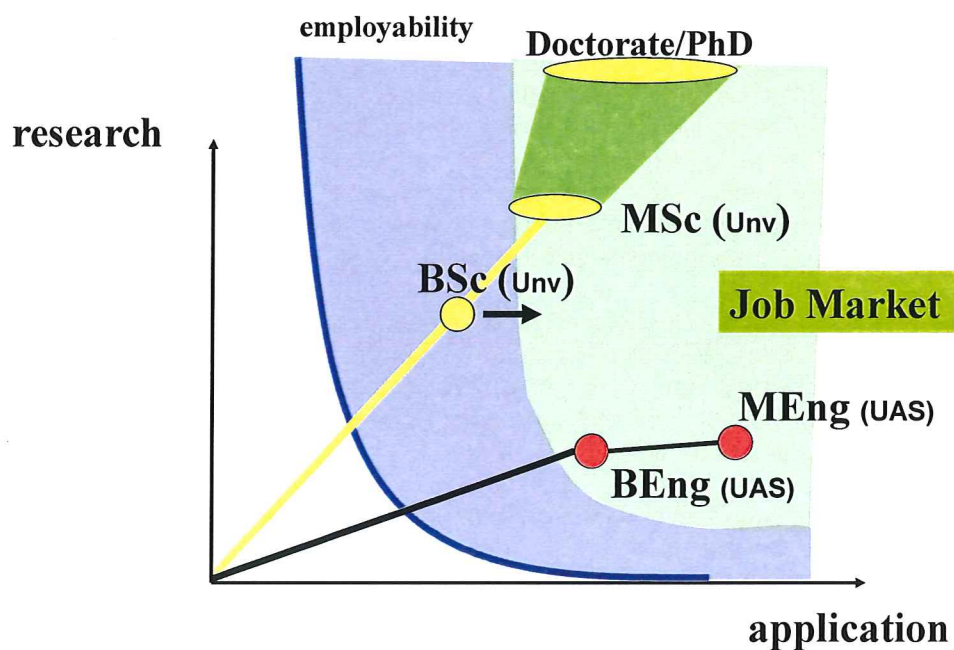 employability
Doctorate/PhD
research
MSc (Unv)
BSc (Unv)
Job Market
MEng (UAS)
BEng (UAS)
application